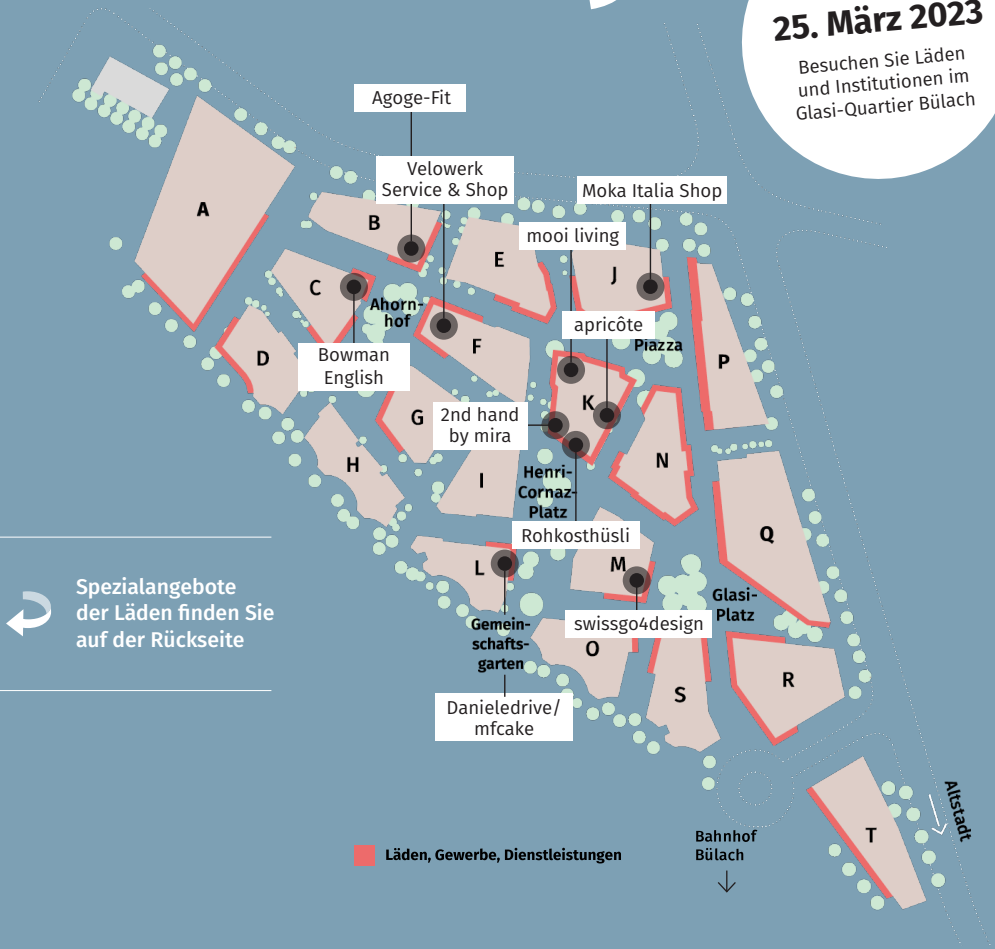 25. März 2023
Besuchen Sie Läden
und Institutionen im
Glasi-Quartier Bülach
Agoge-Fit
Velowerk
Service & Shop
Moka Italia Shop
mooi living
A
B
E
J
C
Ahorn-
hof
apricôte
Piazza
F
D
P
Bowman
English
K
G
2nd hand
by mira
H
I
N
Henri-
Cornaz-
Platz
Rohkosthüsli
Q
L
M
Spezialangebote
der Läden finden Sie
auf der Rückseite
Glasi-
Platz
swissgo4design
Gemein-
schafts-
garten
O
S
R
Danieledrive/
mfcake
Altstadt
T
Bahnhof
Bülach
Läden, Gewerbe, Dienstleistungen